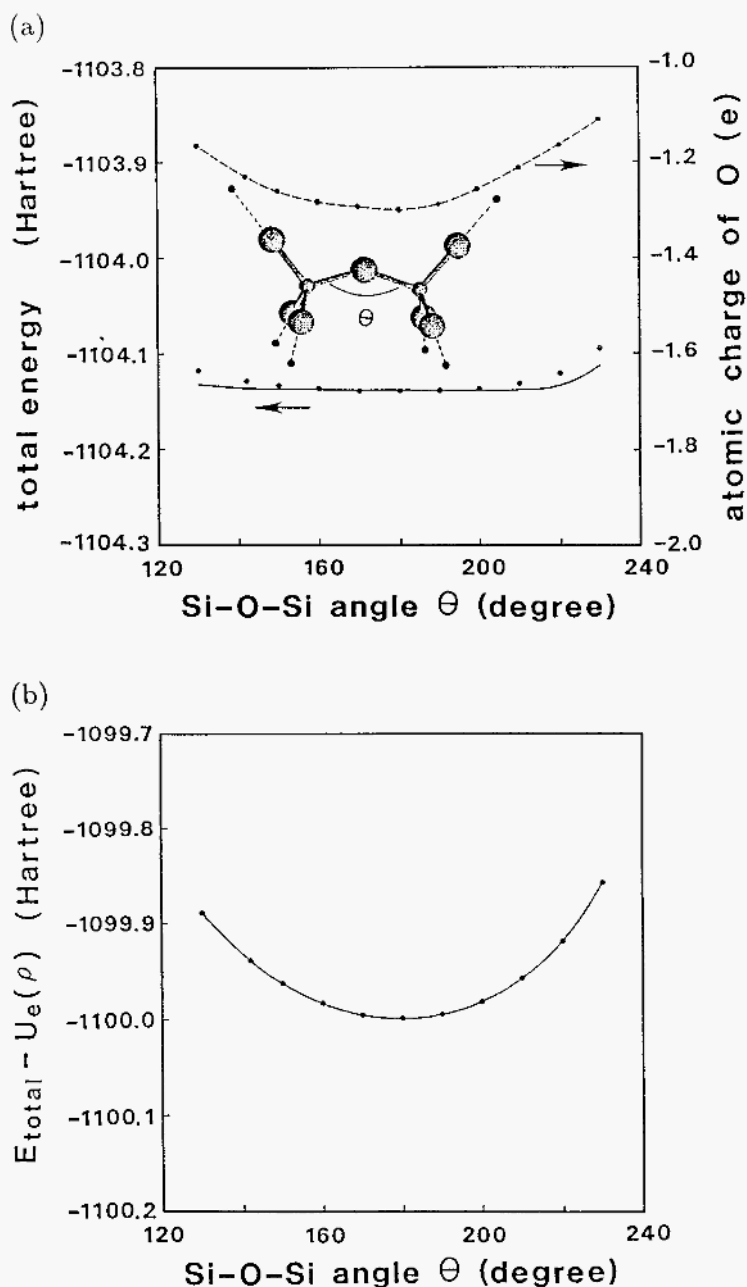 (a)
total energy (Hartree)
-1103.8
-1103.9
-1104.0
-1104.1
-1104.2
-1104.3
-1.0
-1.2
-1.4
-1.6
-1.8
-2.0
atomic charge of O (e)
Θ
120 160 200 240
Si-O-Si angle Θ (degree)
(b)
E_total - U_e(ρ) (Hartree)
-1099.7
-1099.8
-1099.9
-1100.0
-1100.1
-1100.2
120 160 200 240
Si-O-Si angle Θ (degree)